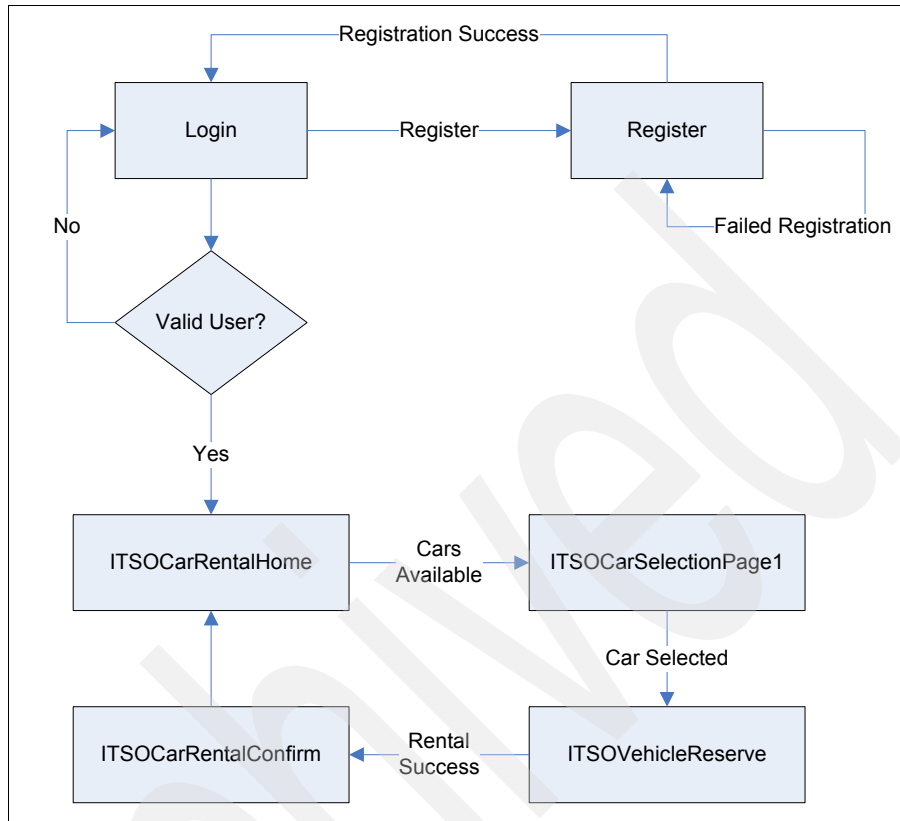 Registration Success
Login
Register
Register
No
Failed Registration
Valid User?
Yes
ITSOCarRentalHome
Cars
Available
ITSOCarSelectionPage1
Car Selected
ITSOCarRentalConfirm
Rental
Success
ITSOVehicleReserve
hived